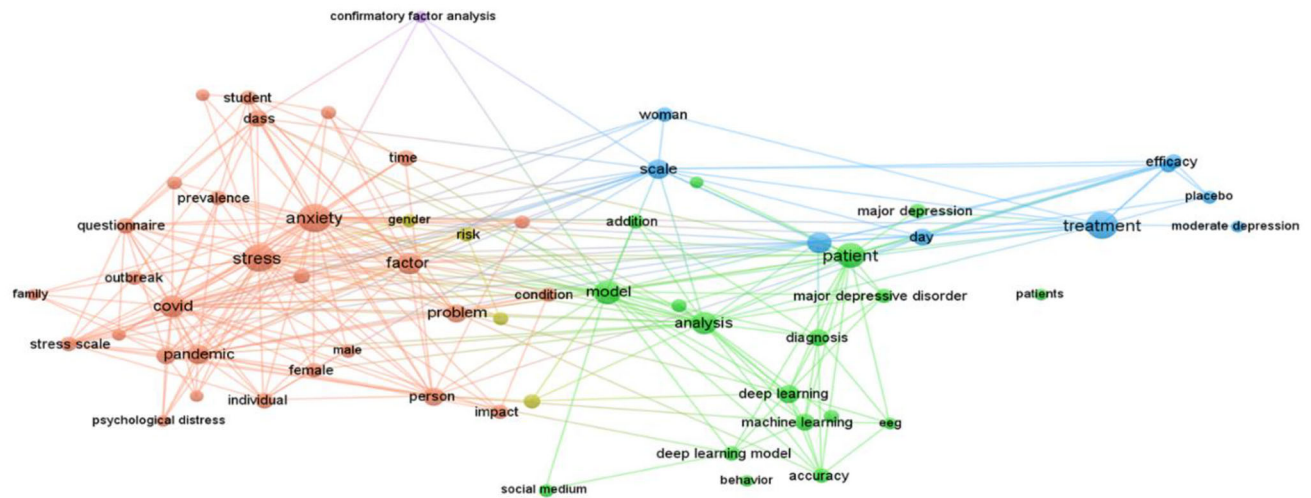 confirmatory factor analysis
student
dass
woman
time
scale
efficacy
prevalence
placebo
anxiety
questionnaire
gender
addition
major depression
treatment
moderate depression
risk
day
stress
patient
factor
outbreak
family
covid
condition
model
major depressive disorder
patients
problem
analysis
stress scale
pandemic
male
diagnosis
female
individual
person
impact
deep learning
psychological distress
machine learning
eeg
deep learning model
accuracy
behavior
social medium